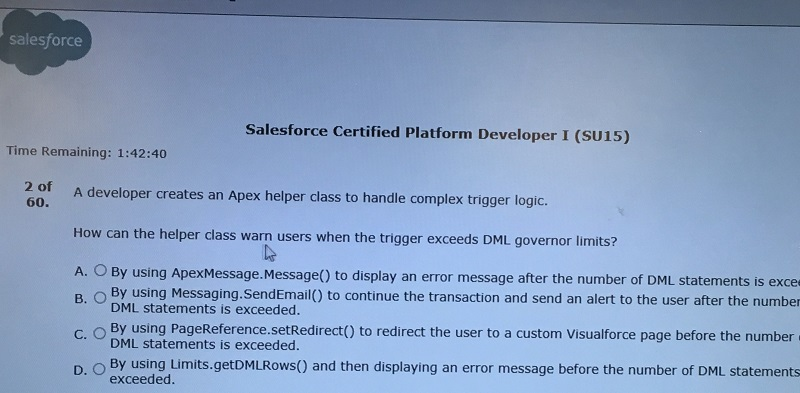 salesforce
Salesforce Certified Platform Developer I (SU15)
Time Remaining: 1:42:40
2 of
60.
A developer creates an Apex helper class to handle complex trigger logic.
How can the helper class warn users when the trigger exceeds DML governor limits?
A. By using ApexMessage.Message() to display an error message after the number of DML statements is excee
B. By using Messaging.SendEmail() to continue the transaction and send an alert to the user after the number
DML statements is exceeded.
C. By using PageReference.setRedirect() to redirect the user to a custom Visualforce page before the number
DML statements is exceeded.
D. By using Limits.getDMLRows() and then displaying an error message before the number of DML statements
exceeded.